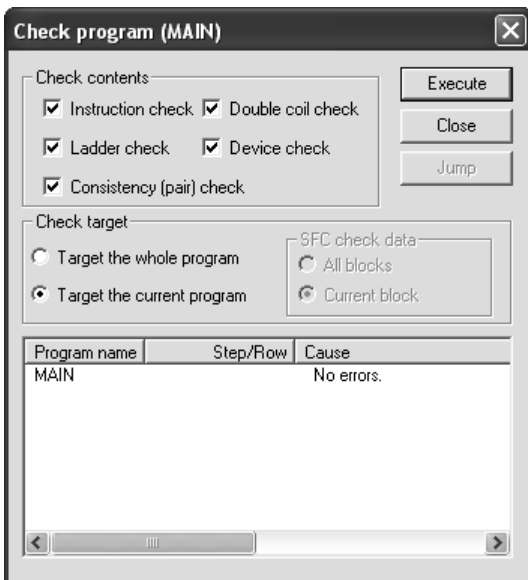 Check program (MAIN)
Check contents
Instruction check Double coil check
Ladder check Device check
Consistency (pair) check
Execute
Close
Jump
Check target
Target the whole program
Target the current program
SFC check data
All blocks
Current block
Program name Step/Row Cause
MAIN No errors.